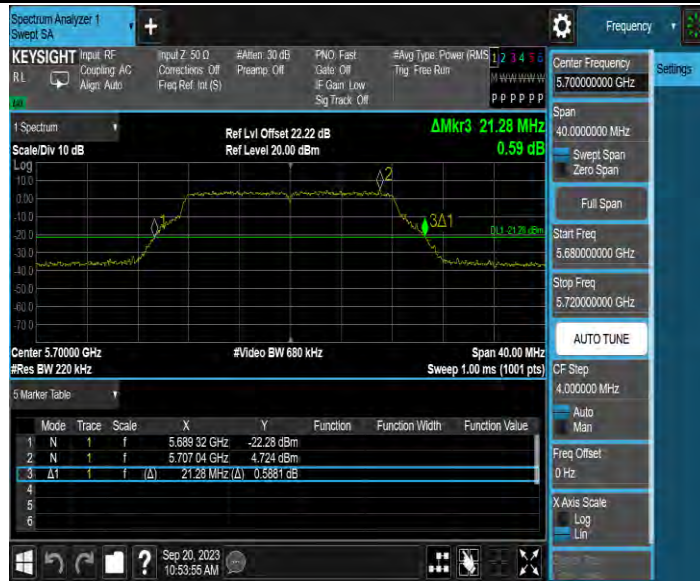 Spectrum Analyzer 1
Swept SA
+
Frequency
KEYSIGHT Input: RF
RL
Coupling: AC
Align: Auto
Input Z: 50 Ω
Corrections: Off
Freq Ref: Int (S)
#Atten: 30 dB
Preamp: Off
PNO: Fast
Gate: Off
IF Gain: Low
Sig Track: Off
#Avg Type: Power (RMS
Trig: Free Run
1 2 3 4 5 6
M W W W W W
P P P P P P
Center Frequency
5.700000000 GHz
Settings
Span
40.0000000 MHz
Swept Span
Zero Span
Full Span
Start Freq
5.680000000 GHz
Stop Freq
5.720000000 GHz
AUTO TUNE
CF Step
4.000000 MHz
Auto
Man
Freq Offset
0 Hz
X Axis Scale
Log
Lin
1 Spectrum
Scale/Div 10 dB
Ref Lvl Offset 22.22 dB
Ref Level 20.00 dBm
ΔMkr3 21.28 MHz
0.59 dB
Log
10.0
0.00
-10.0
-20.0
-30.0
-40.0
-50.0
-60.0
-70.0
1
2
3Δ1
DL1 -21.28 dBm
Center 5.70000 GHz
#Video BW 680 kHz
Span 40.00 MHz
#Res BW 220 kHz
Sweep 1.00 ms (1001 pts)
5 Marker Table
Mode Trace Scale X Y Function Function Width Function Value
1 N 1 f 5.689 32 GHz -22.28 dBm
2 N 1 f 5.707 04 GHz 4.724 dBm
3 Δ1 1 f (Δ) 21.28 MHz (Δ) 0.5881 dB
4
5
6
?
Sep 20, 2023
10:53:55 AM